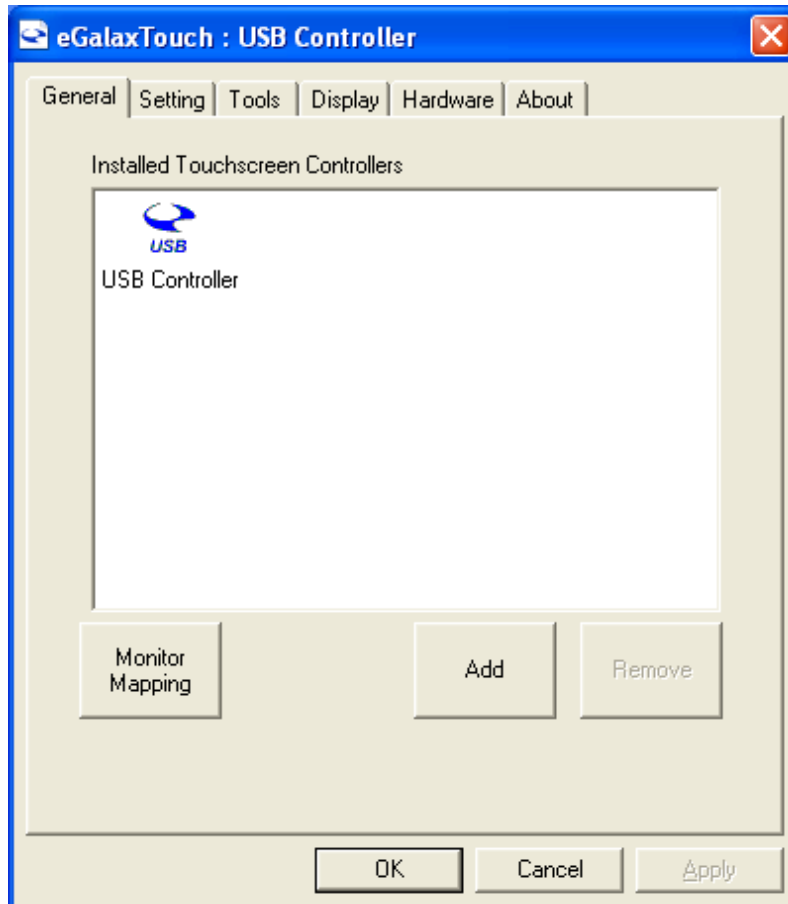 eGalaxTouch : USB Controller
General Setting Tools Display Hardware About
Installed Touchscreen Controllers
USB
USB Controller
Monitor
Mapping
Add
Remove
OK
Cancel
Apply